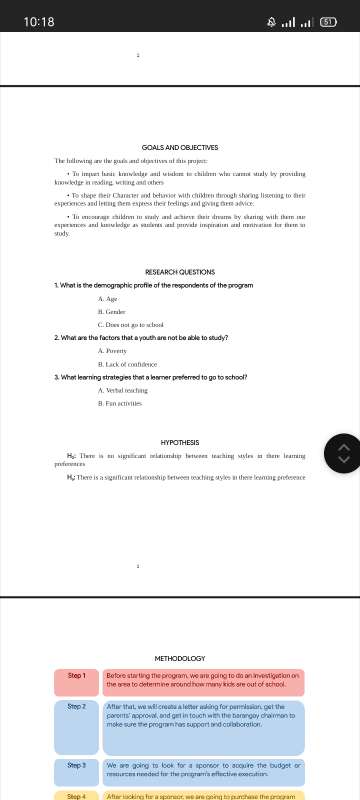 10:18
51
2
GOALS AND OBJECTIVES
The following are the goals and objectives of this project:
• To impart basic knowledge and wisdom to children who cannot study by providing
knowledge in reading, writing and others
• To shape their Character and behavior with children through sharing listening to their
experiences and letting them express their feelings and giving them advice.
• To encourage children to study and achieve their dreams by sharing with them our
experiences and knowledge as students and provide inspiration and motivation for them to
study.
RESEARCH QUESTIONS
1. What is the demographic profile of the respondents of the program
A. Age
B. Gender
C. Does not go to school
2. What are the factors that a youth are not be able to study?
A. Poverty
B. Lack of confidence
3. What learning strategies that a learner preferred to go to school?
A. Verbal teaching
B. Fun activities
HYPOTHESIS
There is no significant relationship between teaching styles in there learning
preferences
There is a significant relationship between teaching styles in there learning preference
METHODOLOGY
Step 1
Before starting the program, we are going to do an investigation on
the area to determine around how many kids are out of school.
Step 2
After that, we will create a letter asking for permission, get the
parents' approval, and get in touch with the barangay chairman to
make sure the program has support and collaboration.
Step 3
We are going to look for a sponsor to acquire the budget or
resources needed for the program's effective execution.
Step 4
After looking for a sponsor, we are going to purchase the program